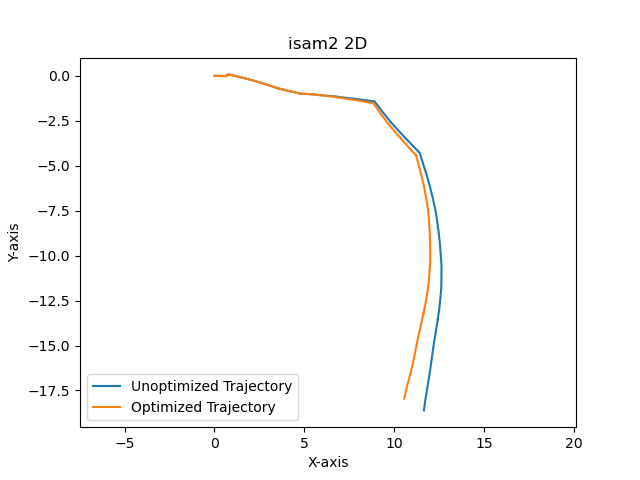 isam2 2D
0.0
−2.5
−5.0
−7.5
−10.0
−12.5
−15.0
−17.5
Y-axis
Unoptimized Trajectory
Optimized Trajectory
−5 0 5 10 15 20
X-axis